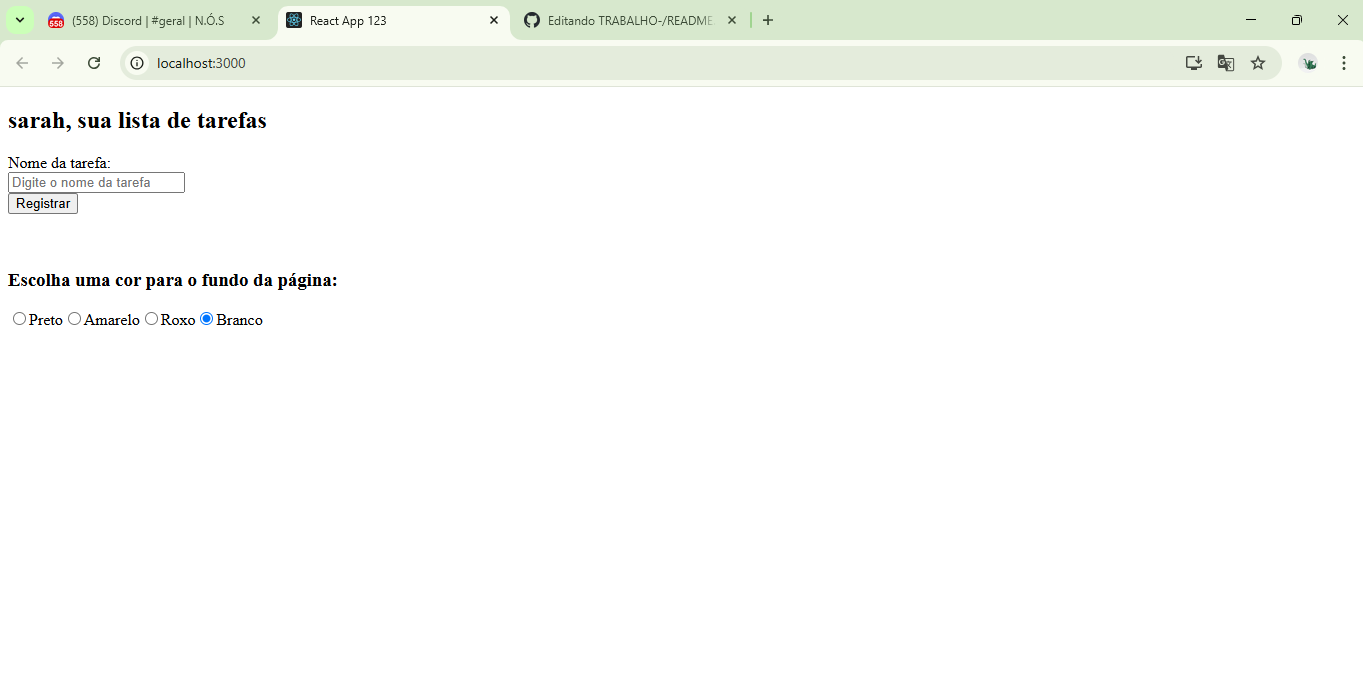 558 (558) Discord | #geral | N.Ó.S React App 123 Editando TRABALHO-/README.
localhost:3000
sarah, sua lista de tarefas
Nome da tarefa:
Digite o nome da tarefa
Registrar
Escolha uma cor para o fundo da página:
Preto Amarelo Roxo Branco